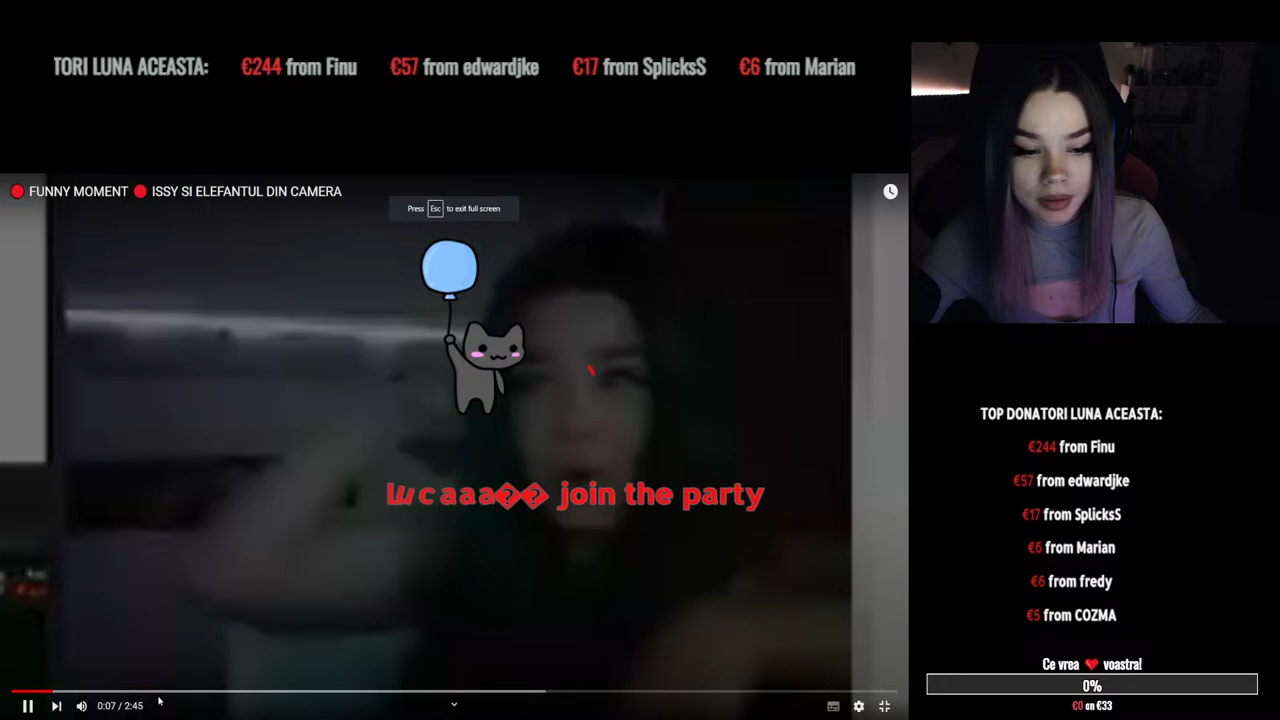 TORI LUNA ACEASTA: €244 from Finu €57 from edwardjke €17 from SplicksS €6 from Marian
FUNNY MOMENT ISSY SI ELEFANTUL DIN CAMERA
Press Esc to exit full screen
Lucaaa�� join the party
0:07 / 2:45
TOP DONATORI LUNA ACEASTA:
€244 from Finu
€57 from edwardjke
€17 from SplicksS
€6 from Marian
€6 from fredy
€5 from COZMA
Ce vrea ❤ voastra!
0%
€0 din €33